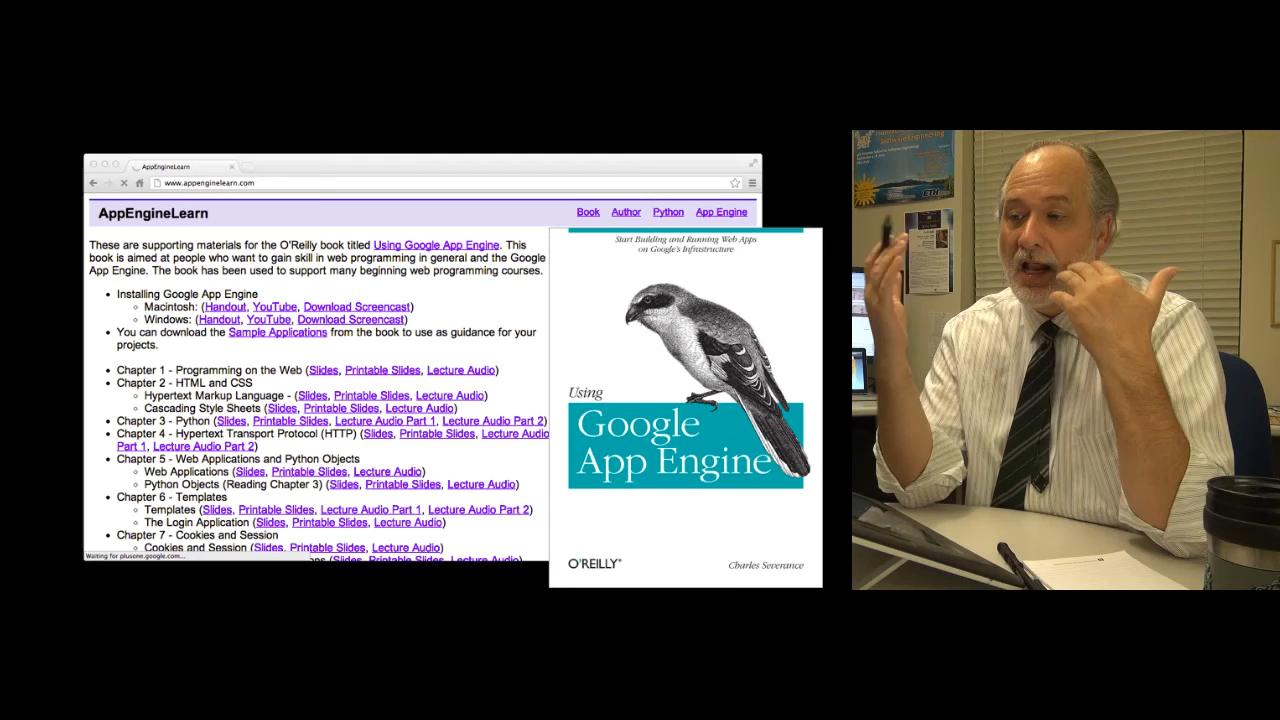 AppEngineLearn
www.appenginelearn.com
AppEngineLearn
Book Author Python App Engine
These are supporting materials for the O'Reilly book titled Using Google App Engine. This
book is aimed at people who want to gain skill in web programming in general and the Google
App Engine. The book has been used to support many beginning web programming courses.
Installing Google App Engine
Macintosh: (Handout, YouTube, Download Screencast)
Windows: (Handout, YouTube, Download Screencast)
You can download the Sample Applications from the book to use as guidance for your
projects.
Chapter 1 - Programming on the Web (Slides, Printable Slides, Lecture Audio)
Chapter 2 - HTML and CSS
Hypertext Markup Language - (Slides, Printable Slides, Lecture Audio)
Cascading Style Sheets (Slides, Printable Slides, Lecture Audio)
Chapter 3 - Python (Slides, Printable Slides, Lecture Audio Part 1, Lecture Audio Part 2)
Chapter 4 - Hypertext Transport Protocol (HTTP) (Slides, Printable Slides, Lecture Audio
Part 1, Lecture Audio Part 2)
Chapter 5 - Web Applications and Python Objects
Web Applications (Slides, Printable Slides, Lecture Audio)
Python Objects (Reading Chapter 3) (Slides, Printable Slides, Lecture Audio)
Chapter 6 - Templates
Templates (Slides, Printable Slides, Lecture Audio Part 1, Lecture Audio Part 2)
The Login Application (Slides, Printable Slides, Lecture Audio)
Chapter 7 - Cookies and Session
Cookies and Session (Slides, Printable Slides, Lecture Audio)
Waiting for plusone.google.com...
Start Building and Running Web Apps
on Google's Infrastructure
Using
Google
App Engine
O'REILLY®
Charles Severance
Software Engineering
ETH